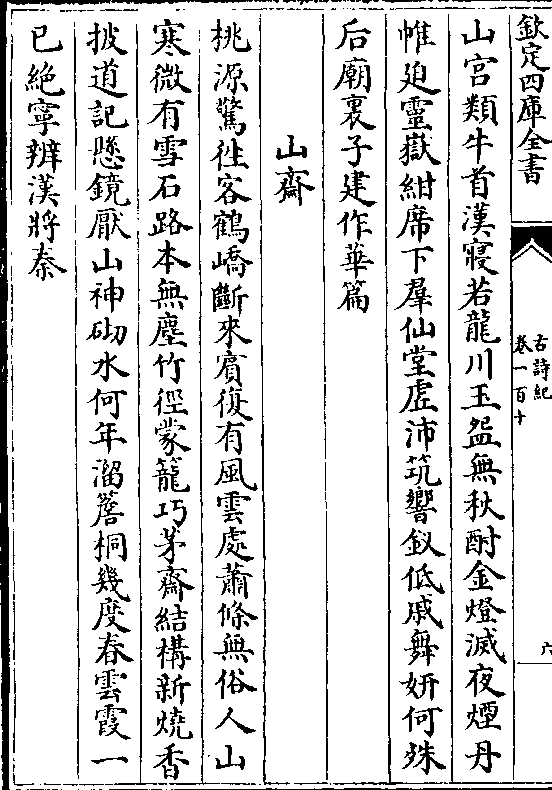 欽定四庫全書
古詩紀
卷一百十
六
山宫類牛首漢寢若龍川玉盌無秋酎金燈滅夜煙丹
帷廹靈嶽紺席下羣仙堂虛沛筑響釵低戚舞妍何殊
后廟裏子建作華篇
山齋
桃源驚徃客鶴嶠斷來賔復有風雲處蕭條無俗人山
寒微有雪石路本無塵竹徑蒙籠巧茅齋結構新燒香
披道記懸鏡厭山神砌水何年溜簷桐幾度春雲霞一
已絶寧辨漢將秦